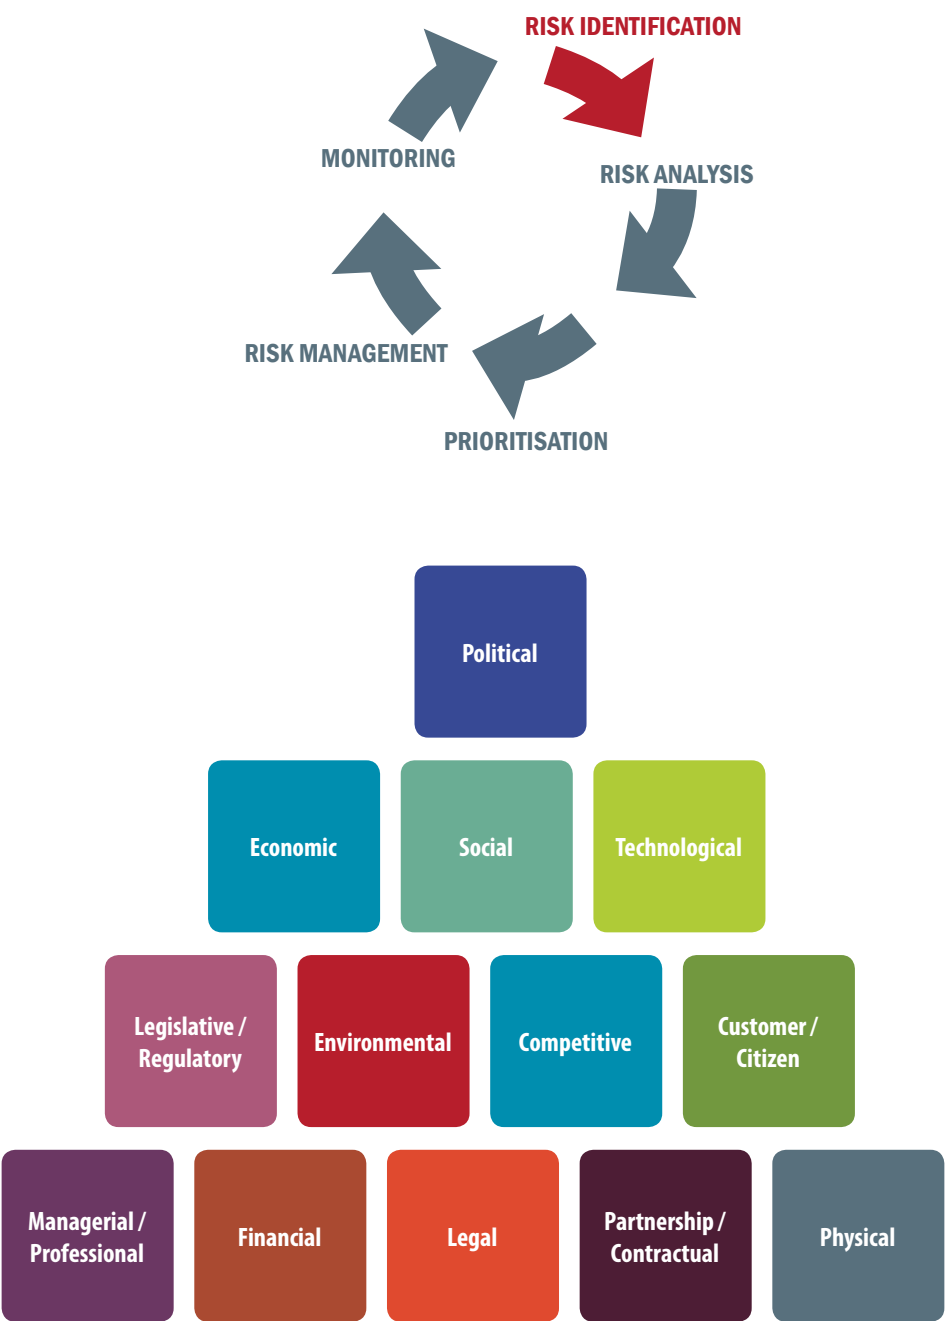 RISK IDENTIFICATION
MONITORING
RISK ANALYSIS
RISK MANAGEMENT
PRIORITISATION
Political
Economic
Social
Technological
Legislative /
Regulatory
Environmental
Competitive
Customer /
Citizen
Managerial /
Professional
Financial
Legal
Partnership /
Contractual
Physical